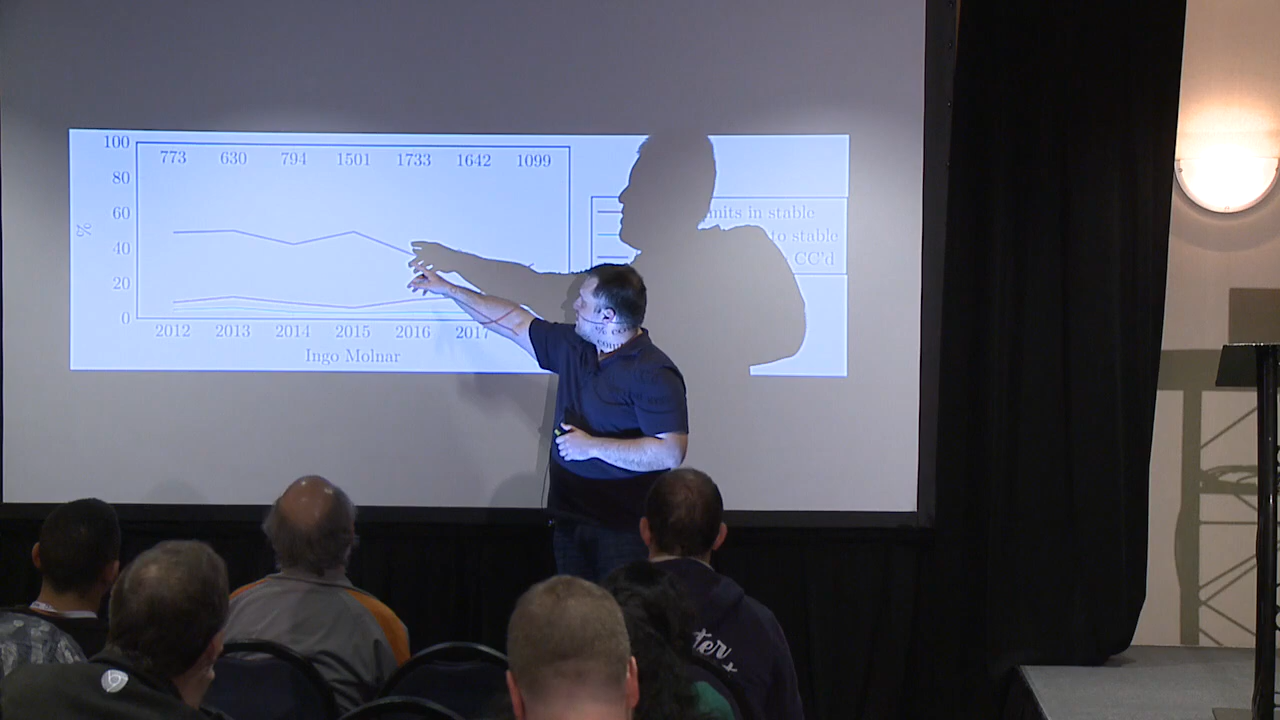 100
773 630 794 1501 1733 1642 1099
80
60
%
40
20
0
2012 2013 2014 2015 2016 2017
Ingo Molnar
in stable
to stable
CC'd